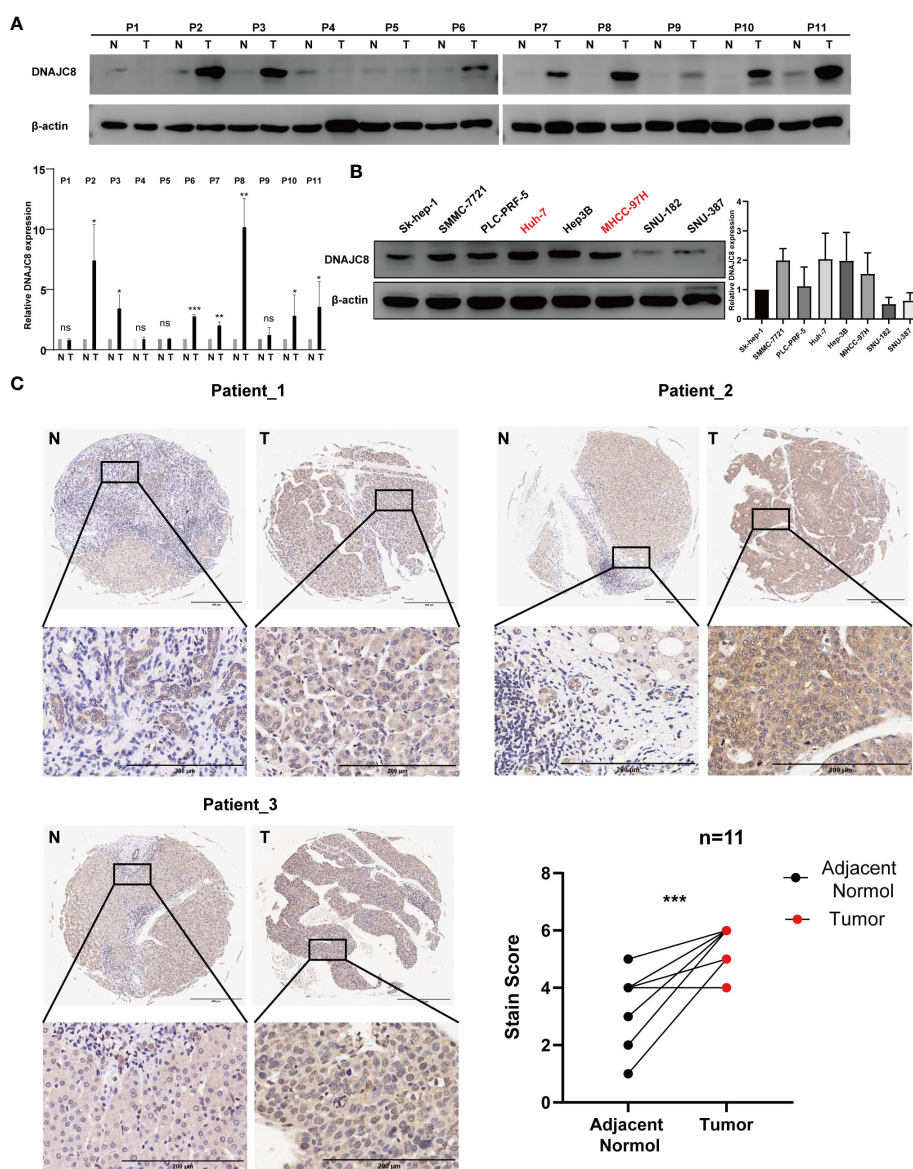 A
P1 P2 P3 P4 P5 P6 P7 P8 P9 P10 P11
N T N T N T N T N T N T N T N T N T N T N T
DNAJC8
β-actin
Relative DNAJC8 expression
15
10
5
0
P1 P2 P3 P4 P5 P6 P7 P8 P9 P10 P11
ns * * ns ns *** ** ** ns * *
N T N T N T N T N T N T N T N T N T N T N T
B
Sk-hep-1 SMMC-7721 PLC-PRF-5 Huh-7 Hep3B MHCC-97H SNU-182 SNU-387
DNAJC8
β-actin
Relative DNAJC8 expression
4
3
2
1
0
Sk-hep-1 SMMC-7721 PLC-PRF-5 Huh-7 Hep-3B MHCC-97H SNU-182 SNU-387
C
Patient_1
N T
200 μm 200 μm
Patient_2
N T
200 μm 200 μm
Patient_3
N T
200 μm 200 μm
n=11
Stain Score
8
6
4
2
0
***
Adjacent
Normol
Tumor
Adjacent
Normal
Tumor